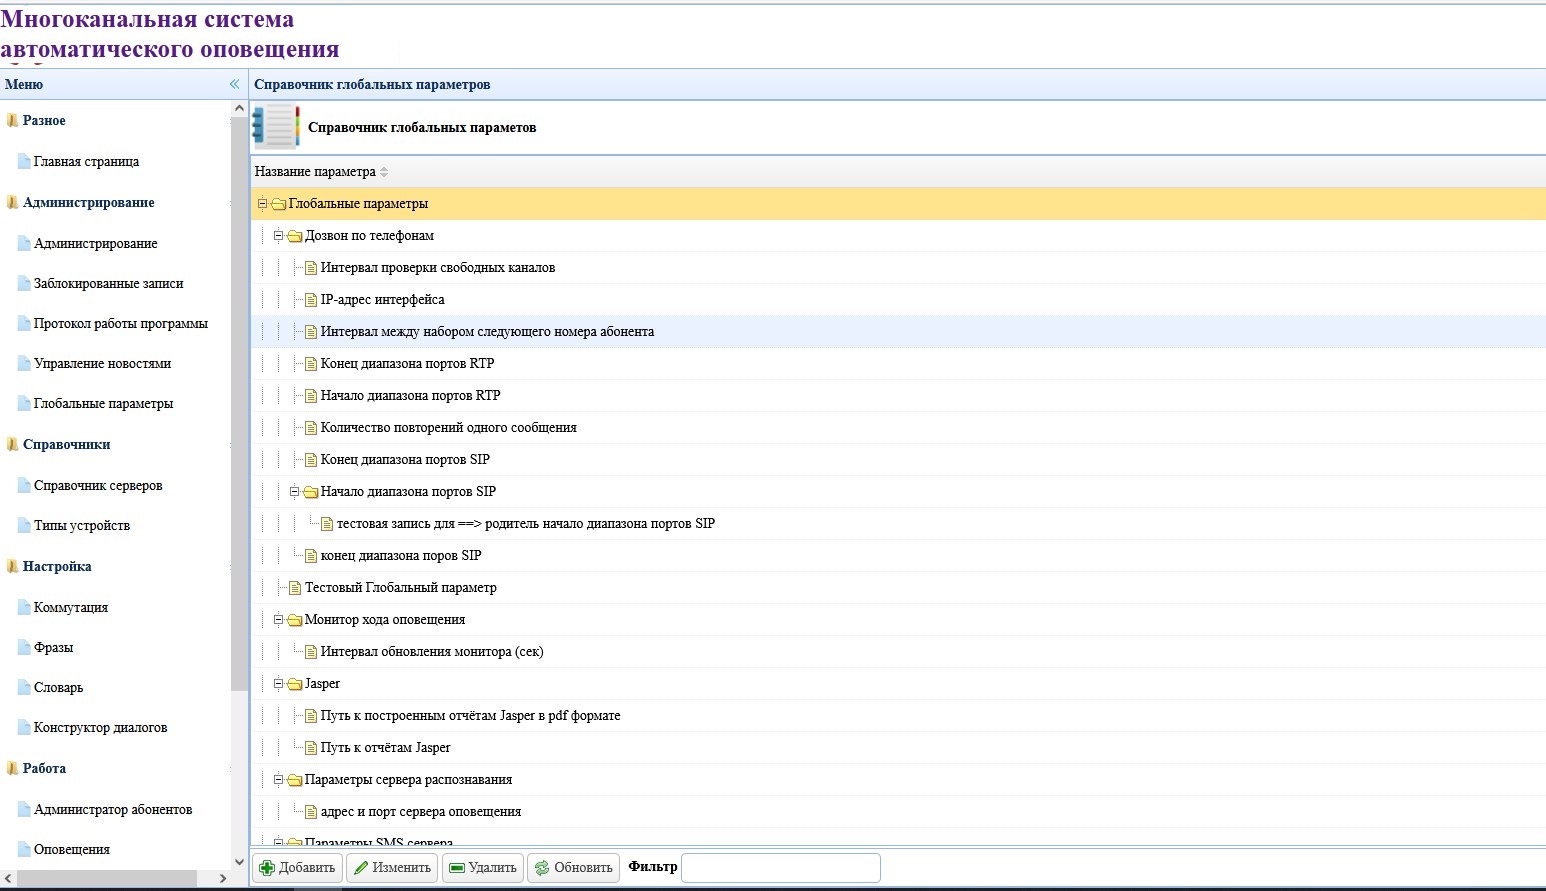 Многоканальная система
автоматического оповещения
Меню
Разное
Главная страница
Администрирование
Администрирование
Заблокированные записи
Протокол работы программы
Управление новостями
Глобальные параметры
Справочники
Справочник серверов
Типы устройств
Настройка
Коммутация
Фразы
Словарь
Конструктор диалогов
Работа
Администратор абонентов
Оповещения
Справочник глобальных параметров
Справочник глобальных параметов
Название параметра
Глобальные параметры
Дозвон по телефонам
Интервал проверки свободных каналов
IP-адрес интерфейса
Интервал между набором следующего номера абонента
Конец диапазона портов RTP
Начало диапазона портов RTP
Количество повторений одного сообщения
Конец диапазона портов SIP
Начало диапазона портов SIP
тестовая запись для ==> родитель начало диапазона портов SIP
конец диапазона поров SIP
Тестовый Глобальный параметр
Монитор хода оповещения
Интервал обновления монитора (сек)
Jasper
Путь к построенным отчётам Jasper в pdf формате
Путь к отчётам Jasper
Параметры сервера распознавания
адрес и порт сервера оповещения
Параметры SMS сервера
Добавить Изменить Удалить Обновить Фильтр